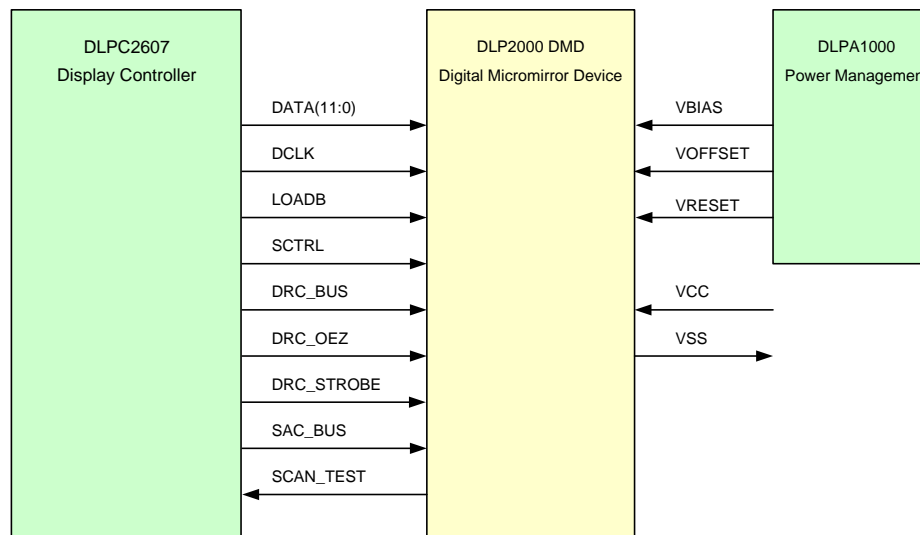 DLPC2607
Display Controller
DATA(11:0)
DCLK
LOADB
SCTRL
DRC_BUS
DRC_OEZ
DRC_STROBE
SAC_BUS
SCAN_TEST
DLP2000 DMD
Digital Micromirror Device
VBIAS
VOFFSET
VRESET
VCC
VSS
DLPA1000
Power Managemen